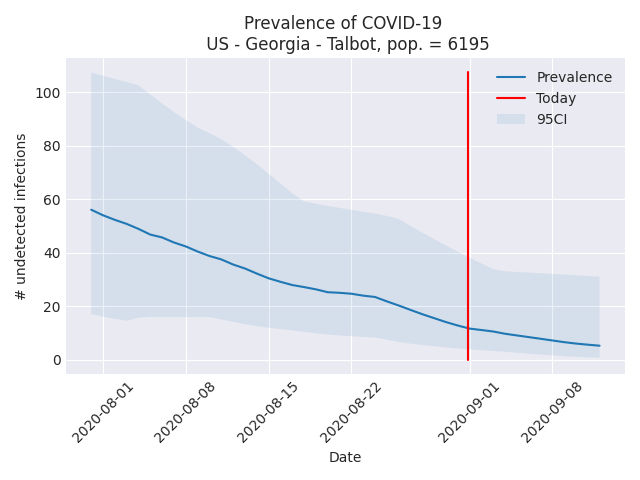 Prevalence of COVID-19
US - Georgia - Talbot, pop. = 6195
Prevalence
Today
95CI
# undetected infections
100
80
60
40
20
0
2020-08-01
2020-08-08
2020-08-15
2020-08-22
2020-09-01
2020-09-08
Date